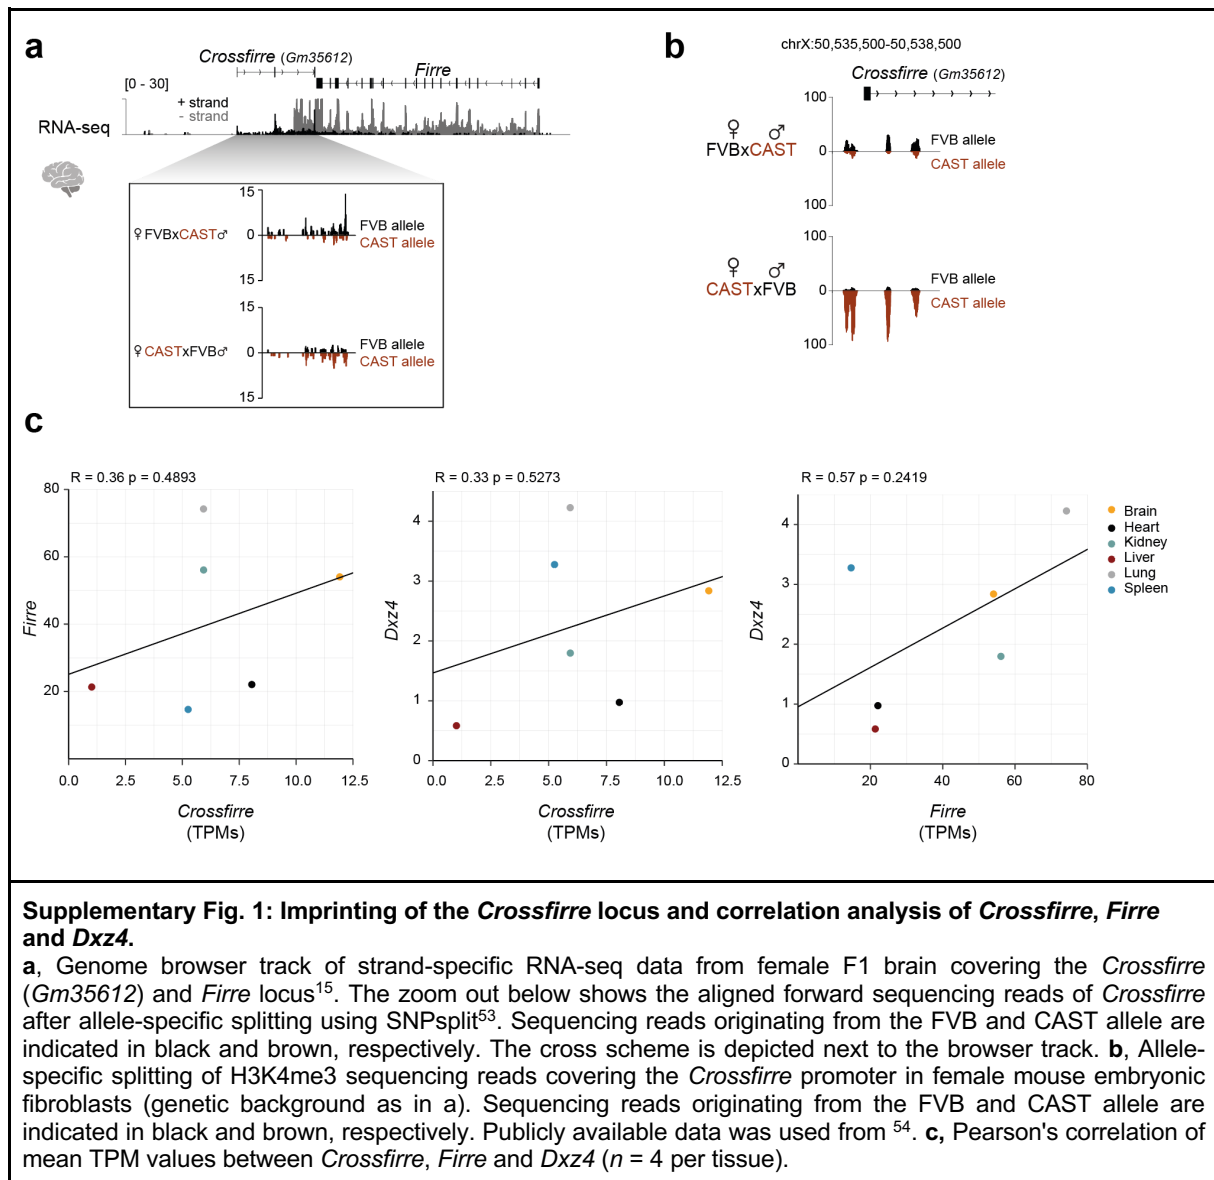 a
Crossfirre (Gm35612)
Firre
[0 - 30]
+ strand
- strand
RNA-seq
15
♀FVBxCAST♂
0
FVB allele
CAST allele
15
15
♀CASTxFVB♂
0
FVB allele
CAST allele
15
b
chrX:50,535,500-50,538,500
Crossfirre (Gm35612)
100
♀ ♂
FVBxCAST
0
FVB allele
CAST allele
100
100
♀ ♂
CASTxFVB
0
FVB allele
CAST allele
100
c
R = 0.36 p = 0.4893
80
60
40
20
Firre
0.0 2.5 5.0 7.5 10.0 12.5
Crossfirre
(TPMs)
R = 0.33 p = 0.5273
4
3
2
1
0
Dxz4
0.0 2.5 5.0 7.5 10.0 12.5
Crossfirre
(TPMs)
R = 0.57 p = 0.2419
4
3
2
1
0
Dxz4
20 40 60 80
Firre
(TPMs)
Brain
Heart
Kidney
Liver
Lung
Spleen
Supplementary Fig. 1: Imprinting of the Crossfirre locus and correlation analysis of Crossfirre, Firre
and Dxz4.
a, Genome browser track of strand-specific RNA-seq data from female F1 brain covering the Crossfirre
(Gm35612) and Firre locus15. The zoom out below shows the aligned forward sequencing reads of Crossfirre
after allele-specific splitting using SNPsplit53. Sequencing reads originating from the FVB and CAST allele are
indicated in black and brown, respectively. The cross scheme is depicted next to the browser track. b, Allele-
specific splitting of H3K4me3 sequencing reads covering the Crossfirre promoter in female mouse embryonic
fibroblasts (genetic background as in a). Sequencing reads originating from the FVB and CAST allele are
indicated in black and brown, respectively. Publicly available data was used from 54. c, Pearson's correlation of
mean TPM values between Crossfirre, Firre and Dxz4 (n = 4 per tissue).